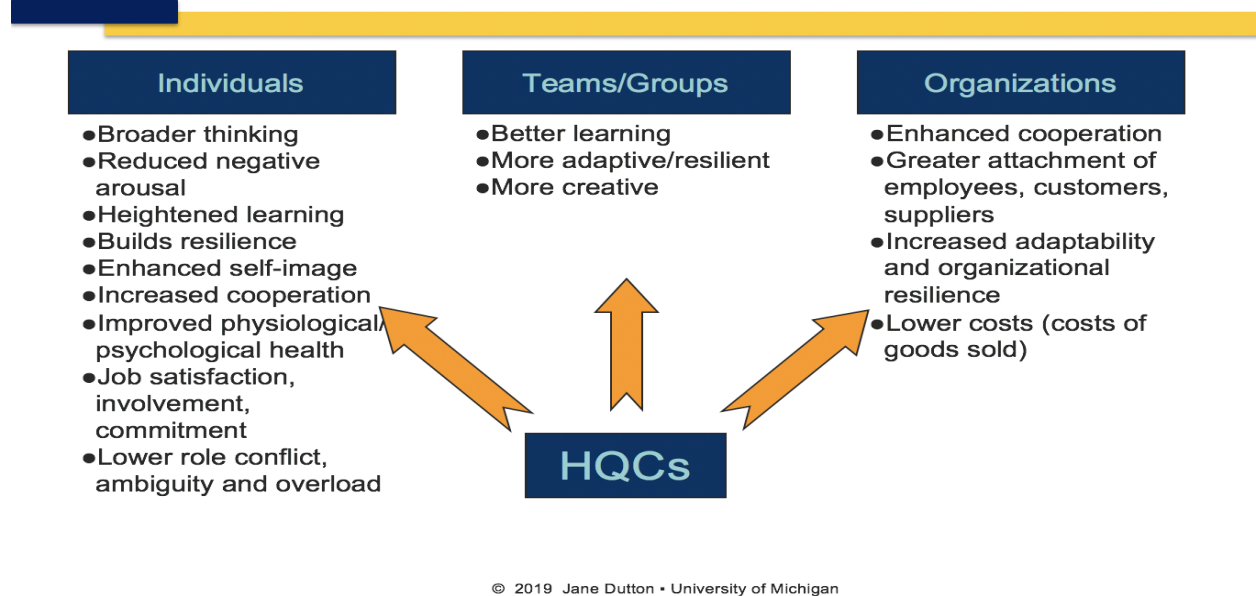 Individuals
●Broader thinking
●Reduced negative
arousal
●Heightened learning
●Builds resilience
●Enhanced self-image
●Increased cooperation
●Improved physiological/
psychological health
●Job satisfaction,
involvement,
commitment
●Lower role conflict,
ambiguity and overload
Teams/Groups
●Better learning
●More adaptive/resilient
●More creative
Organizations
●Enhanced cooperation
●Greater attachment of
employees, customers,
suppliers
●Increased adaptability
and organizational
resilience
●Lower costs (costs of
goods sold)
HQCs
© 2019 Jane Dutton ▪ University of Michigan